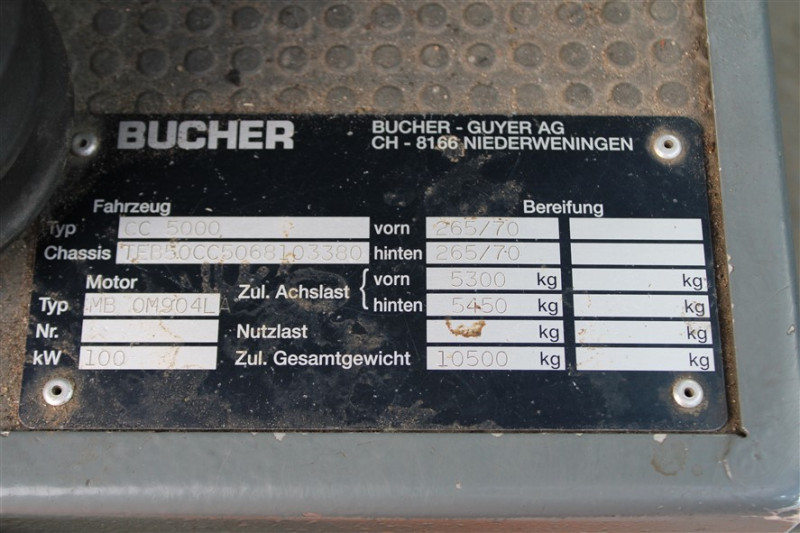 BUCHER BUCHER - GUYER AG
CH - 8166 NIEDERWENINGEN
Fahrzeug Bereifung
Typ CC 5000 vorn 265/70
Chassis TEB50CC5068103380 hinten 265/70
Motor Zul. Achslast vorn 5300 kg kg
Typ MB OM904LA hinten 5450 kg kg
Nr. Nutzlast kg kg
kW 100 Zul. Gesamtgewicht 10500 kg kg